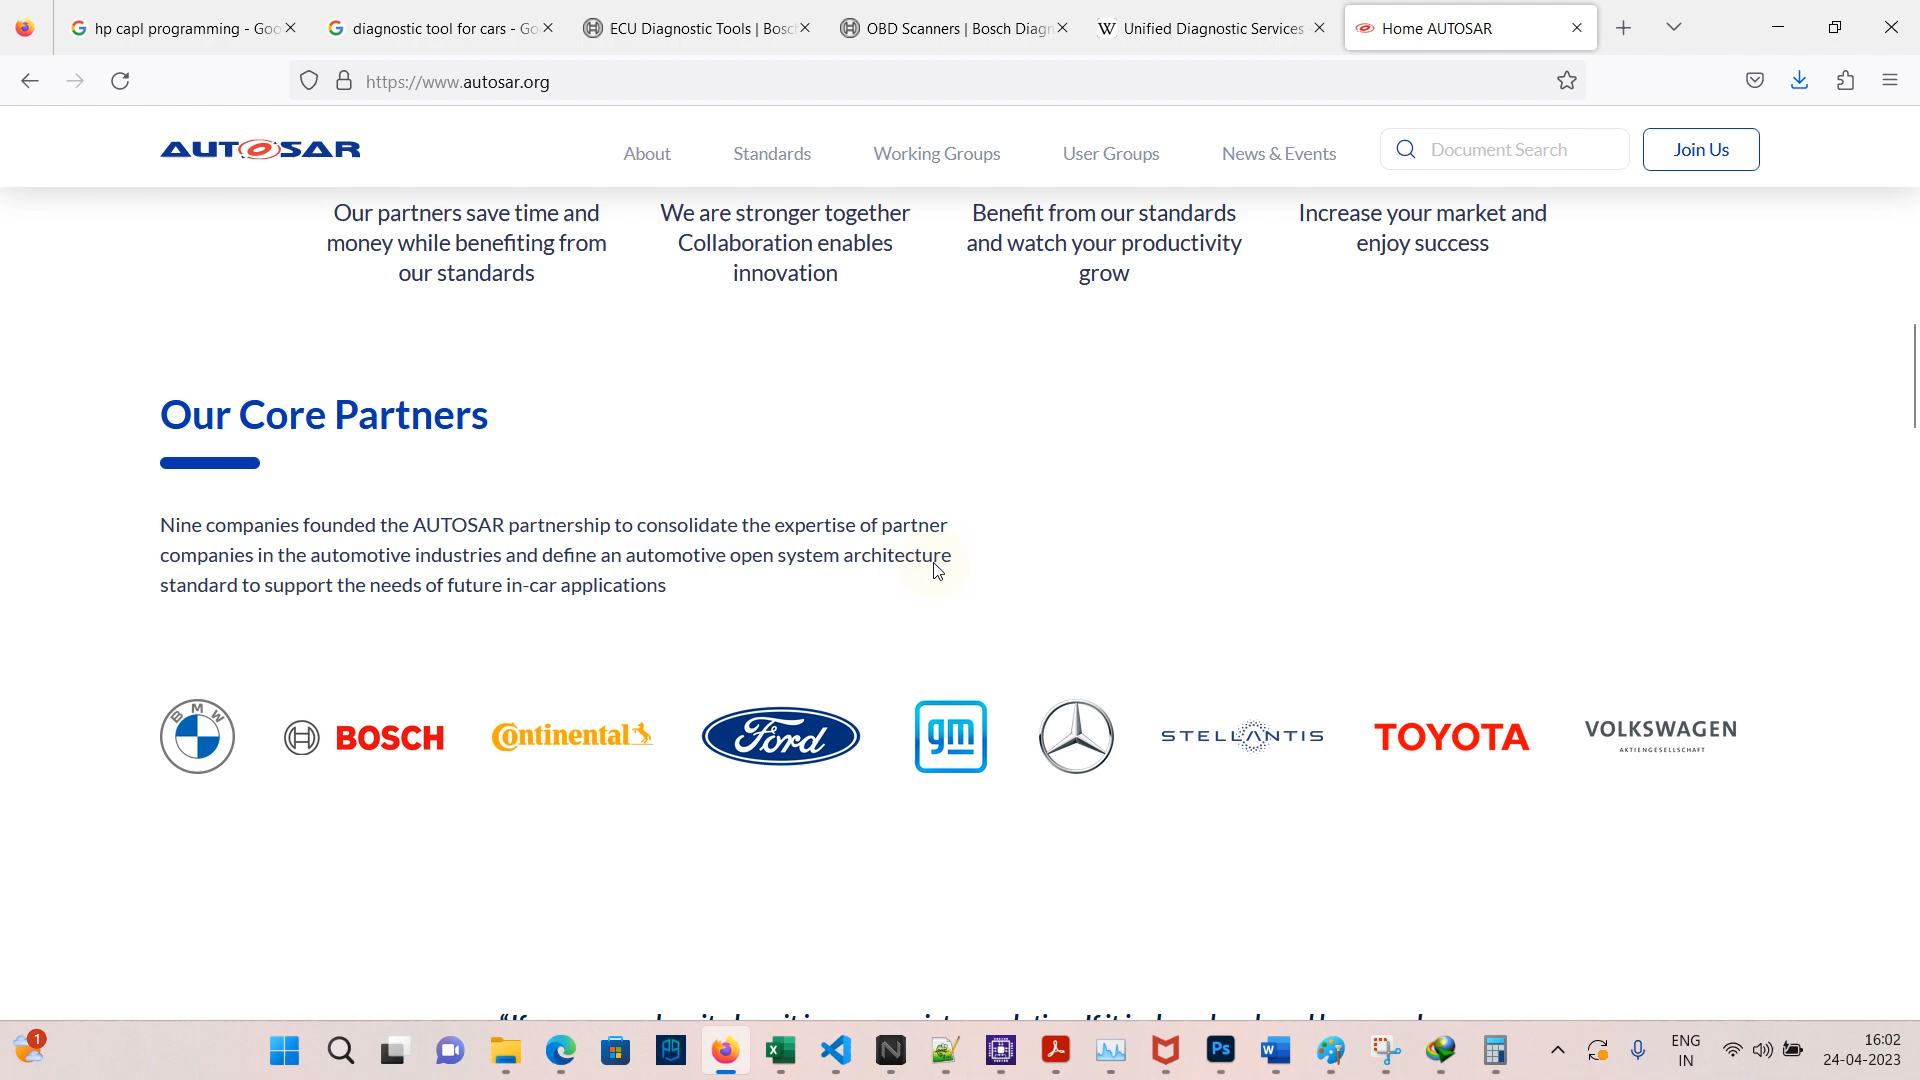 hp capl programming - Goo
diagnostic tool for cars - Go
ECU Diagnostic Tools | Bosc
OBD Scanners | Bosch Diagn
W Unified Diagnostic Services
Home AUTOSAR
https://www.autosar.org
AUTOSAR
About
Standards
Working Groups
User Groups
News & Events
Document Search
Join Us
Our partners save time and
money while benefiting from
our standards
We are stronger together
Collaboration enables
innovation
Benefit from our standards
and watch your productivity
grow
Increase your market and
enjoy success
Our Core Partners
Nine companies founded the AUTOSAR partnership to consolidate the expertise of partner
companies in the automotive industries and define an automotive open system architecture
standard to support the needs of future in-car applications
BMW
BOSCH
Continental
Ford
gm
STELLANTIS
TOYOTA
VOLKSWAGEN
AKTIENGESELLSCHAFT
1
Ps
ENG
IN
16:02
24-04-2023